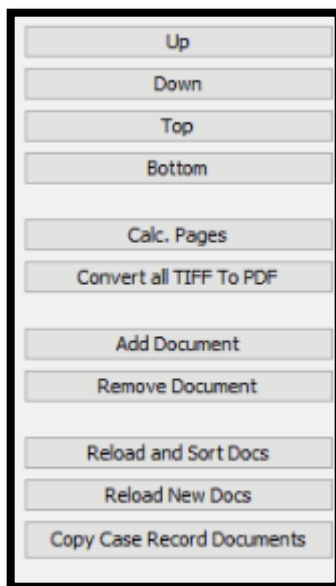 Up
Down
Top
Bottom
Calc. Pages
Convert all TIFF To PDF
Add Document
Remove Document
Reload and Sort Docs
Reload New Docs
Copy Case Record Documents